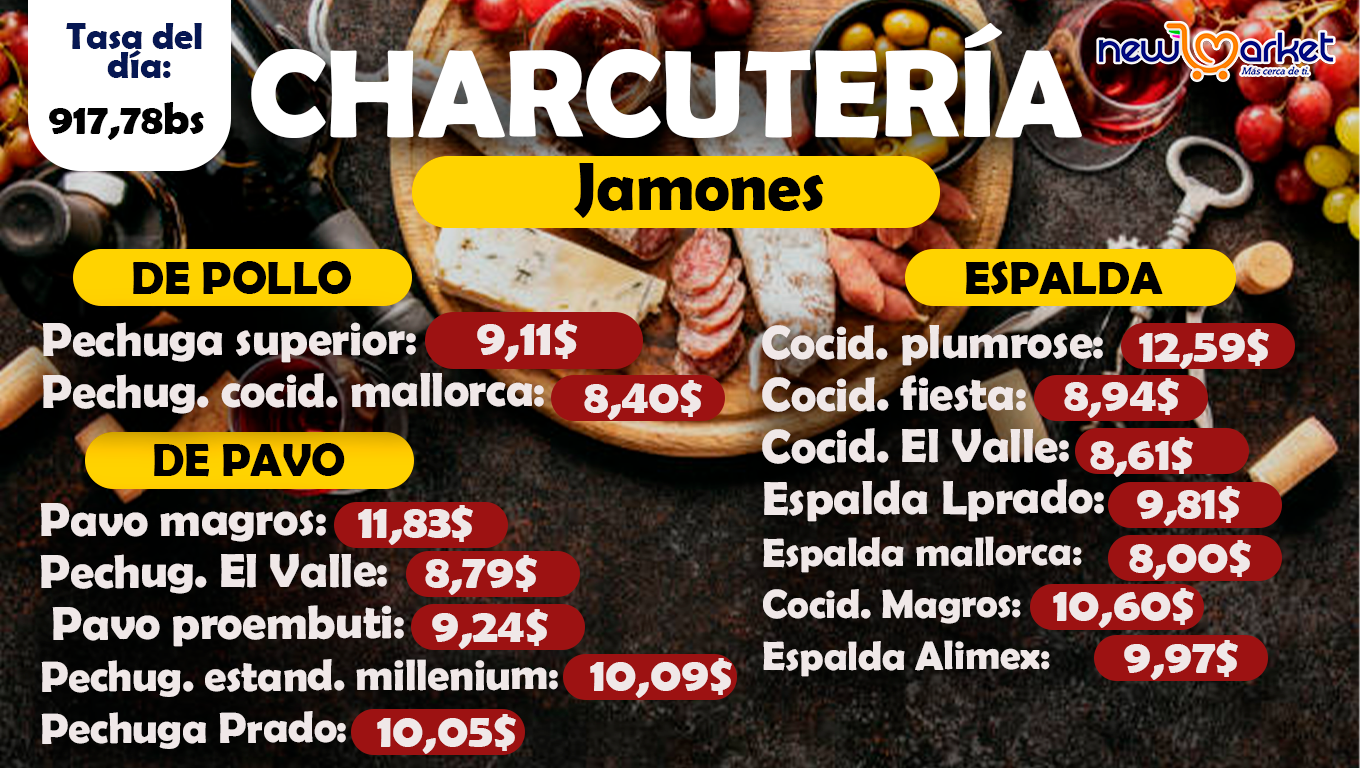 Tasa del
día:
917,78bs
CHARCUTERÍA
new market
Más cerca de ti.
Jamones
DE POLLO
Pechuga superior: 9,11$
Pechug. cocid. mallorca: 8,40$
DE PAVO
Pavo magros: 11,83$
Pechug. El Valle: 8,79$
Pavo proembuti: 9,24$
Pechug. estand. millenium: 10,09$
Pechuga Prado: 10,05$
ESPALDA
Cocid. plumrose: 12,59$
Cocid. fiesta: 8,94$
Cocid. El Valle: 8,61$
Espalda Lprado: 9,81$
Espalda mallorca: 8,00$
Cocid. Magros: 10,60$
Espalda Alimex: 9,97$